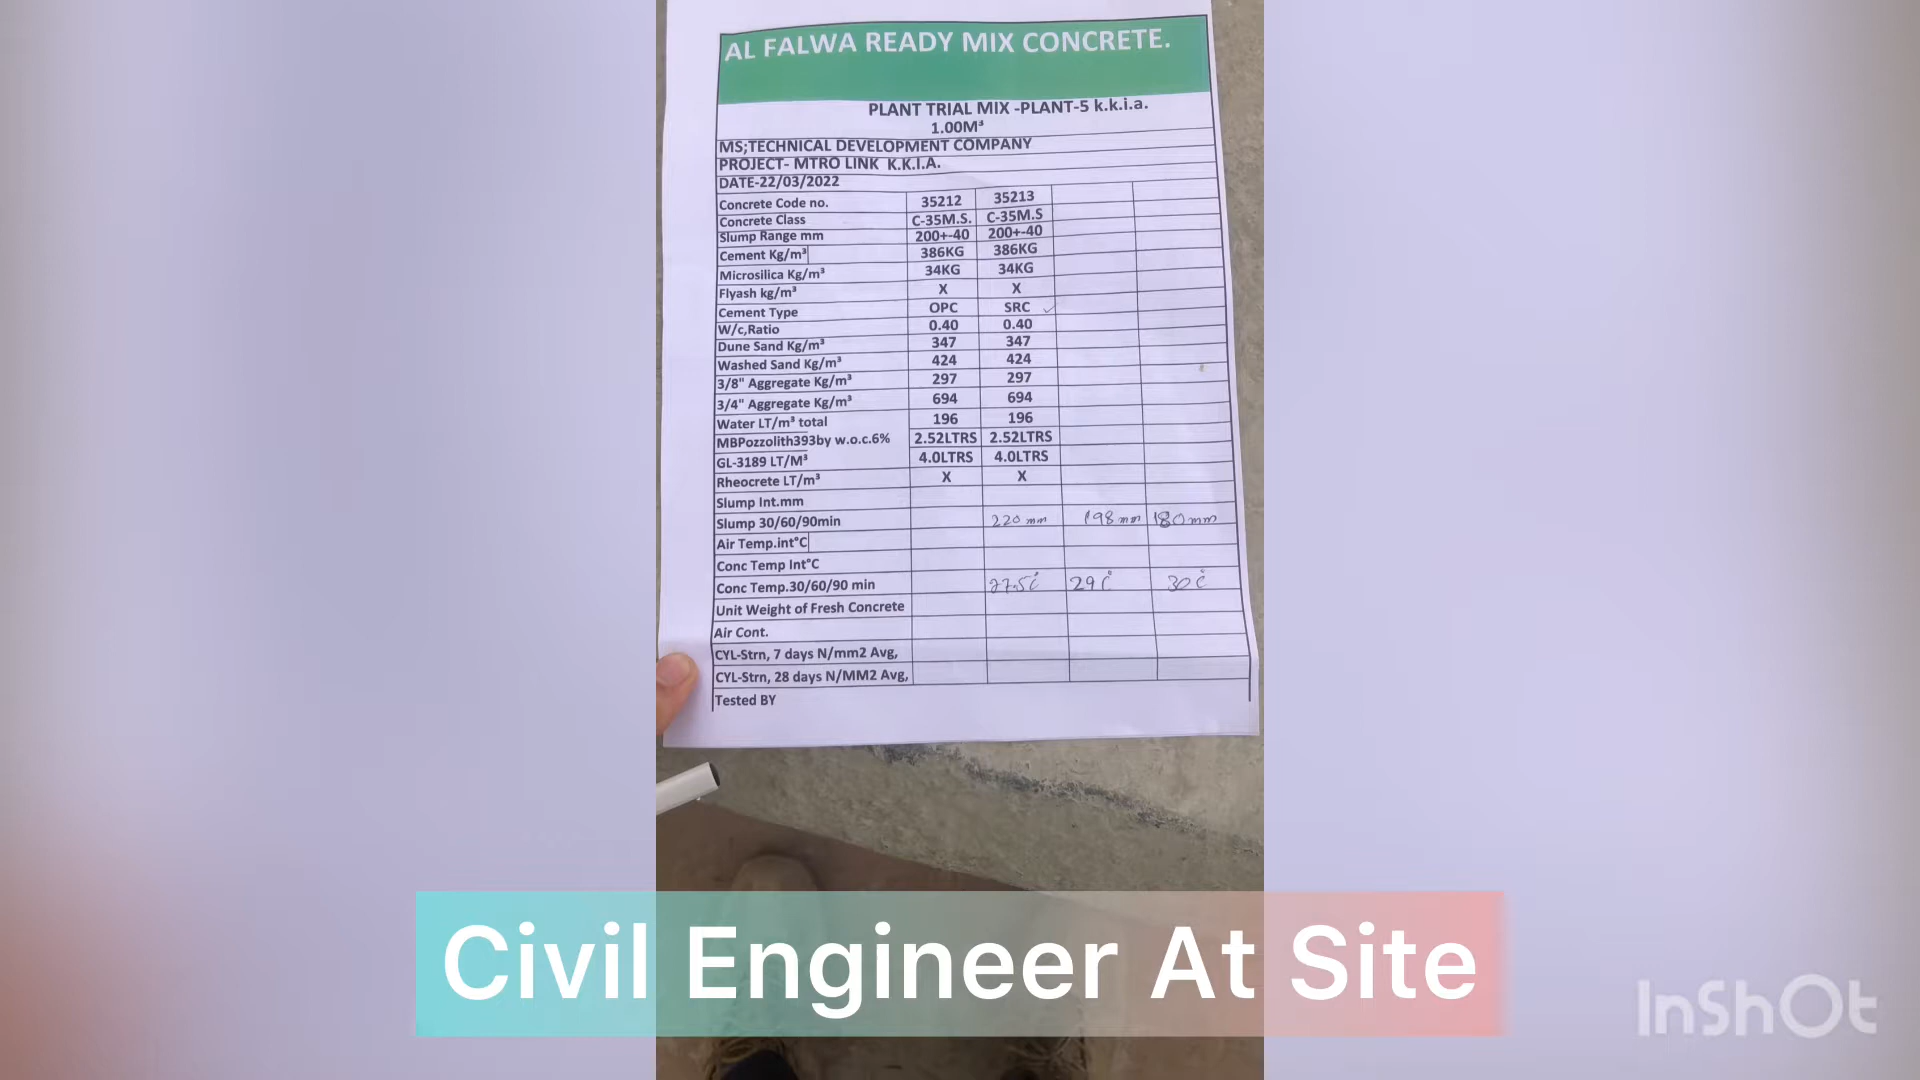 AL FALWA READY MIX CONCRETE.
PLANT TRIAL MIX -PLANT-5 k.k.i.a.
1.00M³
MS;TECHNICAL DEVELOPMENT COMPANY
PROJECT- MTRO LINK K.K.I.A.
DATE-22/03/2022
Concrete Code no. 35212 35213
Concrete Class C-35M.S. C-35M.S
Slump Range mm 200+-40 200+-40
Cement Kg/m³ 386KG 386KG
Microsilica Kg/m³ 34KG 34KG
Flyash kg/m³ X X
Cement Type OPC SRC ✓
W/c,Ratio 0.40 0.40
Dune Sand Kg/m³ 347 347
Washed Sand Kg/m³ 424 424
3/8" Aggregate Kg/m³ 297 297
3/4" Aggregate Kg/m³ 694 694
Water LT/m³ total 196 196
MBPozzolith393by w.o.c.6% 2.52LTRS 2.52LTRS
GL-3189 LT/M³ 4.0LTRS 4.0LTRS
Rheocrete LT/m³ X X
Slump Int.mm
Slump 30/60/90min 220 mm 198 mm 180mm
Air Temp.int°C
Conc Temp Int°C
Conc Temp.30/60/90 min 27.5°C 29°C 30°C
Unit Weight of Fresh Concrete
Air Cont.
CYL-Strn, 7 days N/mm2 Avg,
CYL-Strn, 28 days N/MM2 Avg,
Tested BY
Civil Engineer At Site
InShOt